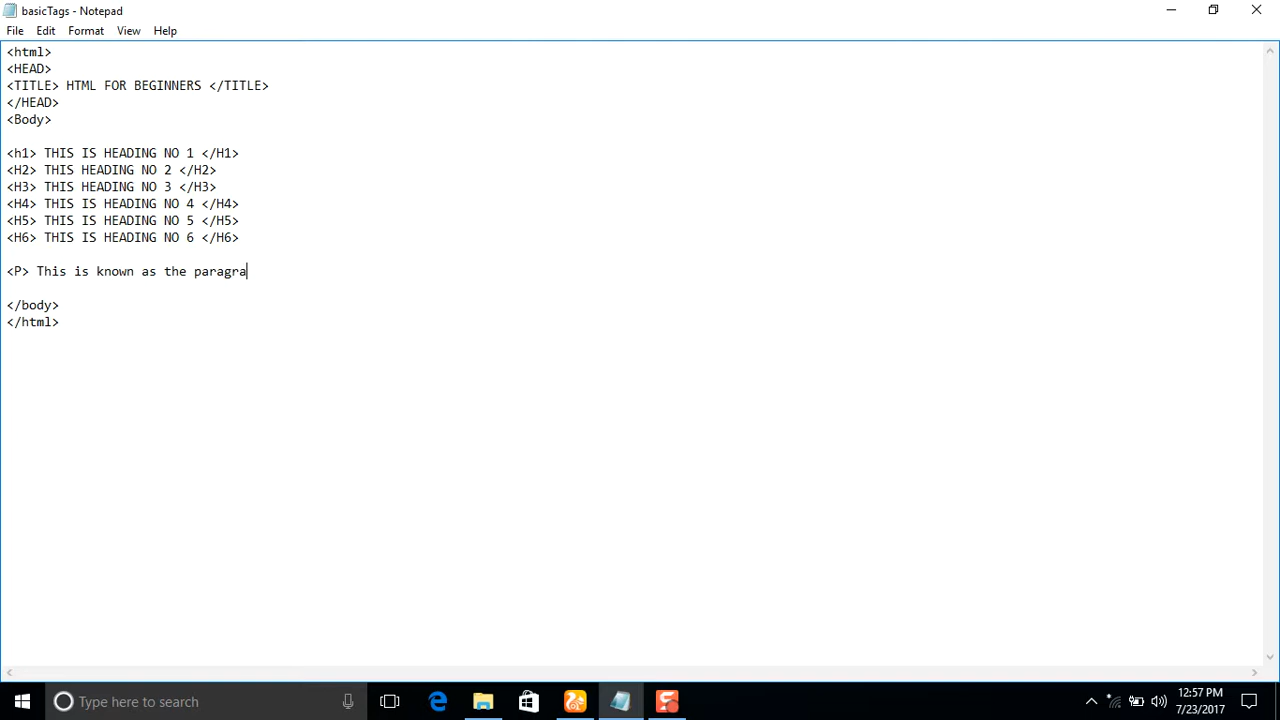 basicTags - Notepad
File Edit Format View Help
<html>
<HEAD>
<TITLE> HTML FOR BEGINNERS </TITLE>
</HEAD>
<Body>
<h1> THIS IS HEADING NO 1 </H1>
<H2> THIS HEADING NO 2 </H2>
<H3> THIS HEADING NO 3 </H3>
<H4> THIS IS HEADING NO 4 </H4>
<H5> THIS IS HEADING NO 5 </H5>
<H6> THIS IS HEADING NO 6 </H6>
<P> This is known as the paragra
</body>
</html>
Type here to search
12:57 PM
7/23/2017